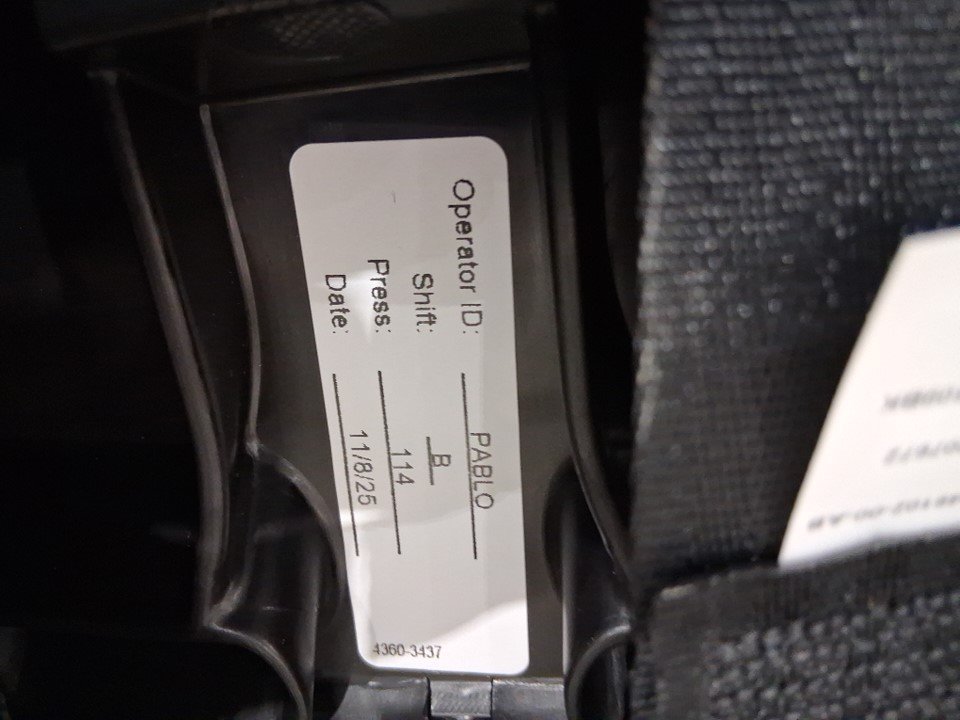 Operator ID: PABLO
Shift: B
Press: 114
Date: 11/8/25
4360-3437